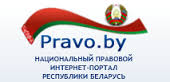 Pravo.by
НАЦИОНАЛЬНЫЙ ПРАВОВОЙ
ИНТЕРНЕТ-ПОРТАЛ
РЕСПУБЛИКИ БЕЛАРУСЬ